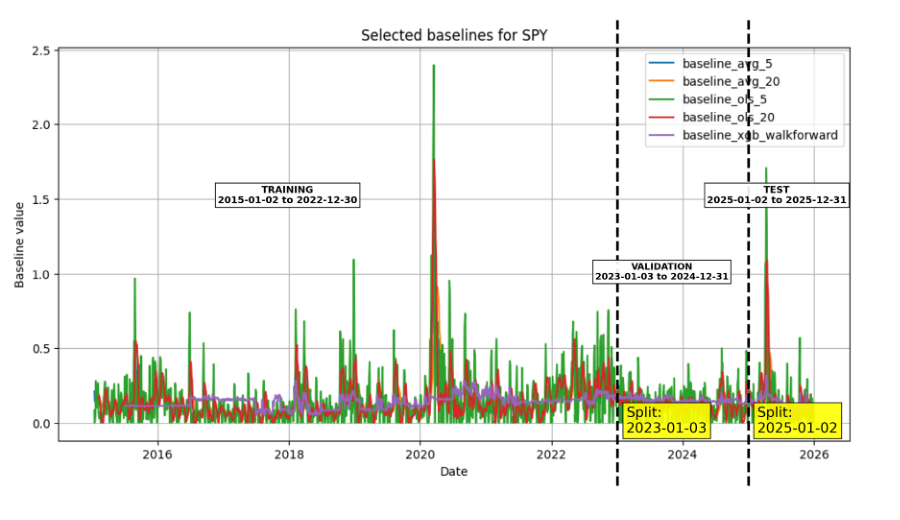 Selected baselines for SPY
2.5
2.0
1.5
1.0
0.5
0.0
Baseline value
baseline_avg_5
baseline_avg_20
baseline_ols_5
baseline_ols_20
baseline_xgb_walkforward
TRAINING
2015-01-02 to 2022-12-30
TEST
2025-01-02 to 2025-12-31
VALIDATION
2023-01-03 to 2024-12-31
Split:
2023-01-03
Split:
2025-01-02
2016
2018
2020
2022
2024
2026
Date